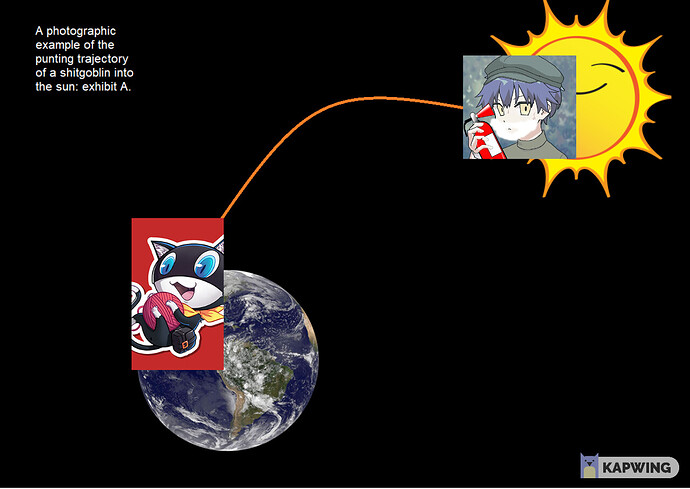 A photographic
example of the
punting trajectory
of a shitgoblin into
the sun: exhibit A.
KAPWING